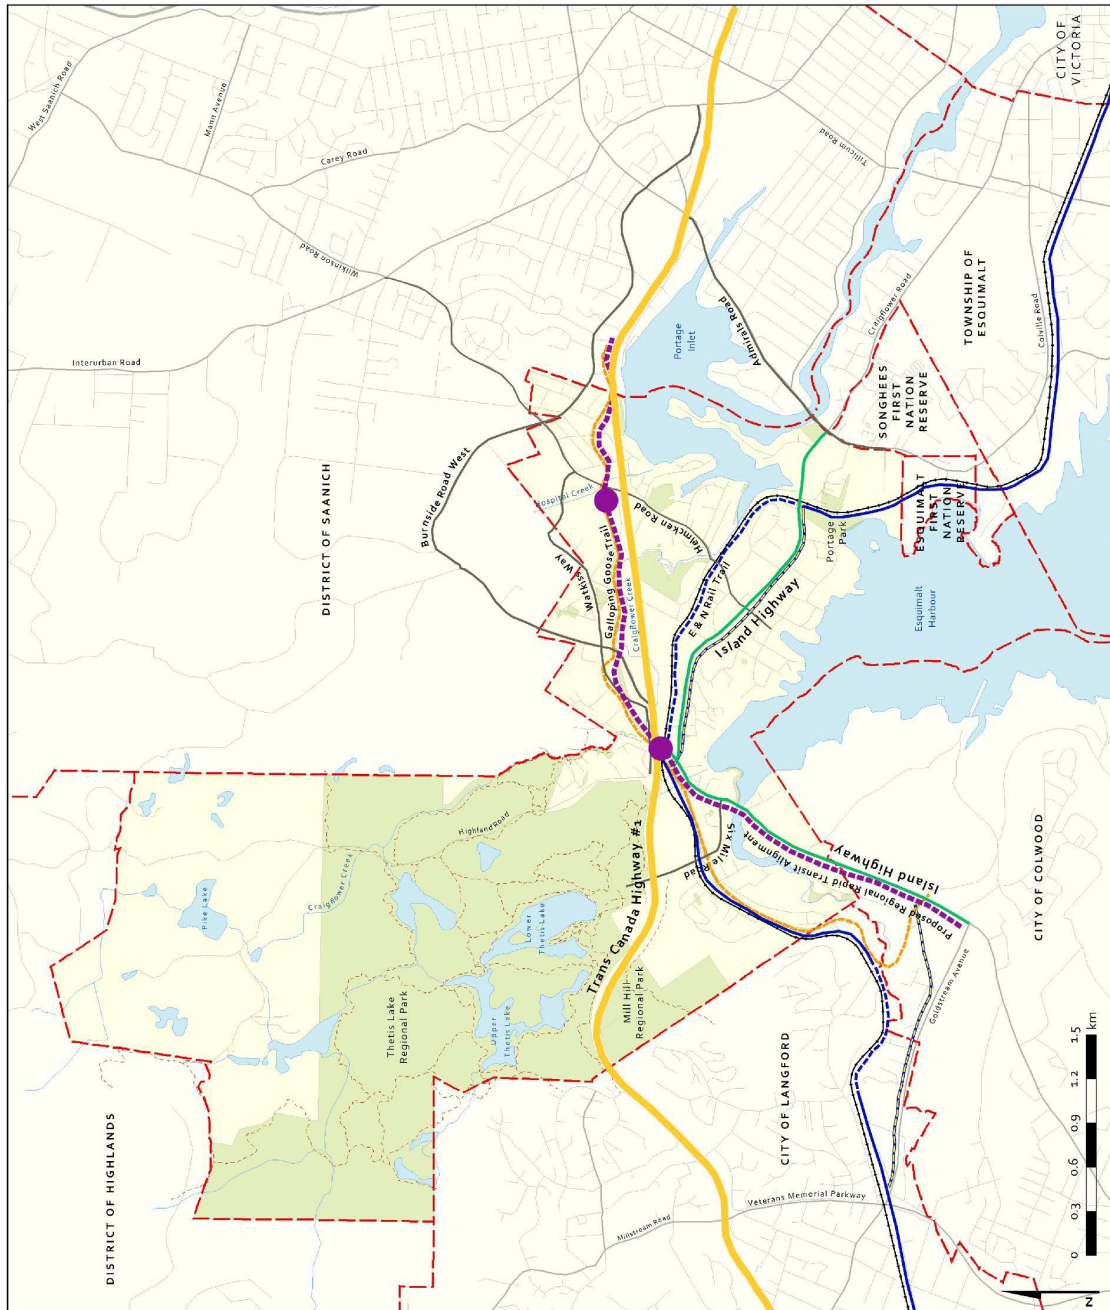 West Saanich Road
Mann Avenue
Carey Road
Wilkinson Road
Interurban Road
Tillicum Road
CITY OF
VICTORIA
DISTRICT OF SAANICH
Burnside Road West
Portage
Inlet
Admirals Road
Craigflower Road
TOWNSHIP OF
ESQUIMALT
Colville Road
SONGHEES
FIRST
NATION
RESERVE
ESQUIMALT
FIRST
NATION
RESERVE
Hospital Creek
Helmcken Road
Watkiss Way
Galloping Goose Trail
Craigflower Creek
E & N Rail Trail
Island Highway
Portage
Park
Esquimalt
Harbour
Highland Road
Craigflower Creek
Pike Lake
Lower
Thetis Lake
Upper
Thetis Lake
Thetis Lake
Regional Park
Trans Canada Highway #1
Mill Hill
Regional Park
Six Mile Road
Proposed Regional Rapid Transit Alignment
Island Highway
CITY OF COLWOOD
Goldstream Avenue
CITY OF LANGFORD
DISTRICT OF HIGHLANDS
Millstream Road
Veterans Memorial Parkway
0 0.3 0.6 0.9 1.2 1.5
km
N